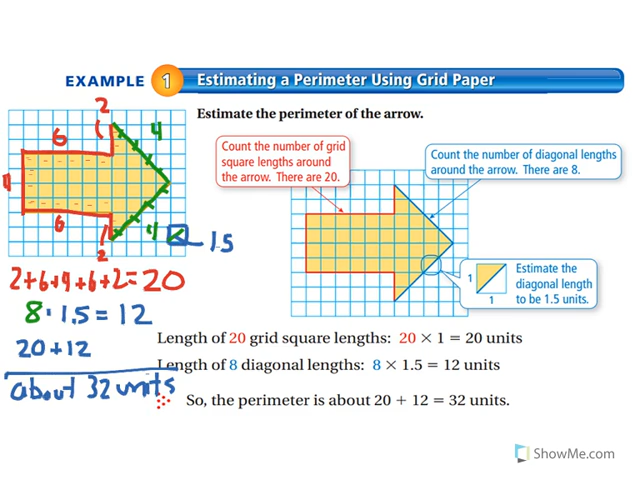 EXAMPLE 1 Estimating a Perimeter Using Grid Paper
Estimate the perimeter of the arrow.
Count the number of grid
square lengths around
the arrow. There are 20.
Count the number of diagonal lengths
around the arrow. There are 8.
1
1
Estimate the
diagonal length
to be 1.5 units.
2
6
4
4
6
4
2
1.5
2+6+4+6+2=20
8·1.5=12
20+12
about 32 units
Length of 20 grid square lengths: 20 × 1 = 20 units
Length of 8 diagonal lengths: 8 × 1.5 = 12 units
So, the perimeter is about 20 + 12 = 32 units.
ShowMe.com